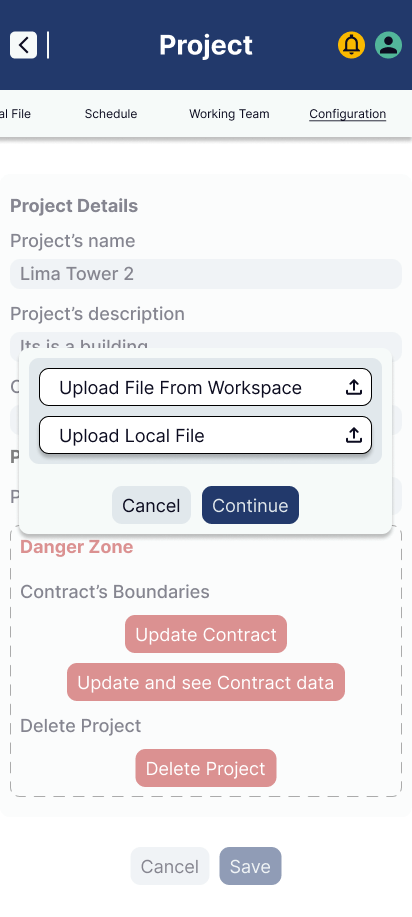 Project
al File
Schedule
Working Team
Configuration
Project Details
Project's name
Lima Tower 2
Project's description
Its is a building
C
Upload File From Workspace
Upload Local File
P
P
Cancel
Continue
Danger Zone
Contract's Boundaries
Update Contract
Update and see Contract data
Delete Project
Delete Project
Cancel
Save